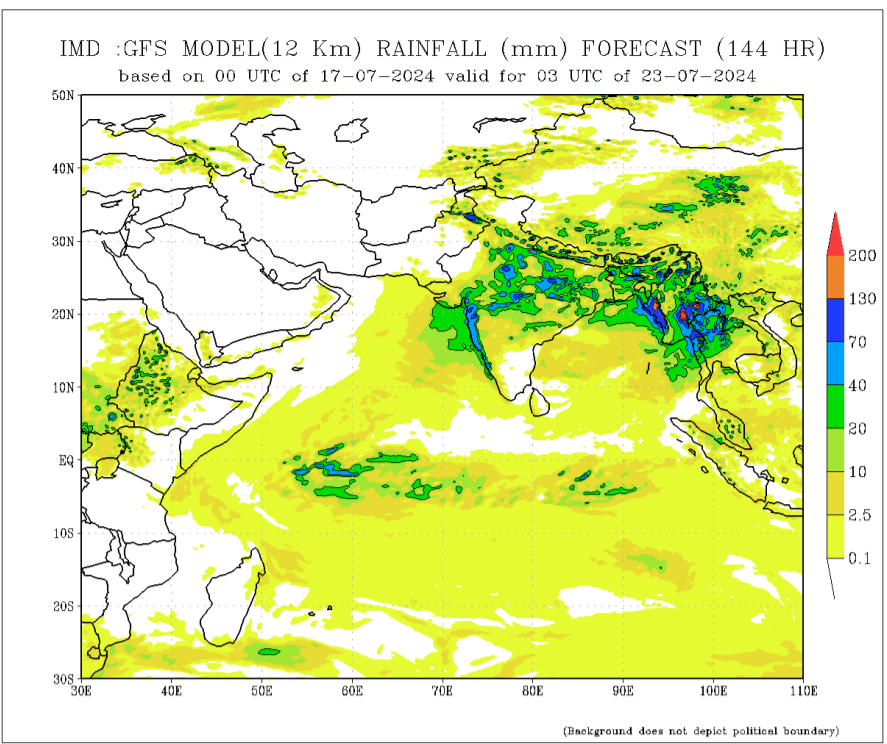 IMD :GFS MODEL(12 Km) RAINFALL (mm) FORECAST (144 HR)
based on 00 UTC of 17-07-2024 valid for 03 UTC of 23-07-2024
50N
40N
30N
20N
10N
EQ
10S
20S
30S
30E 40E 50E 60E 70E 80E 90E 100E 110E
200
130
70
40
20
10
2.5
0.1
(Background does not depict political boundary)